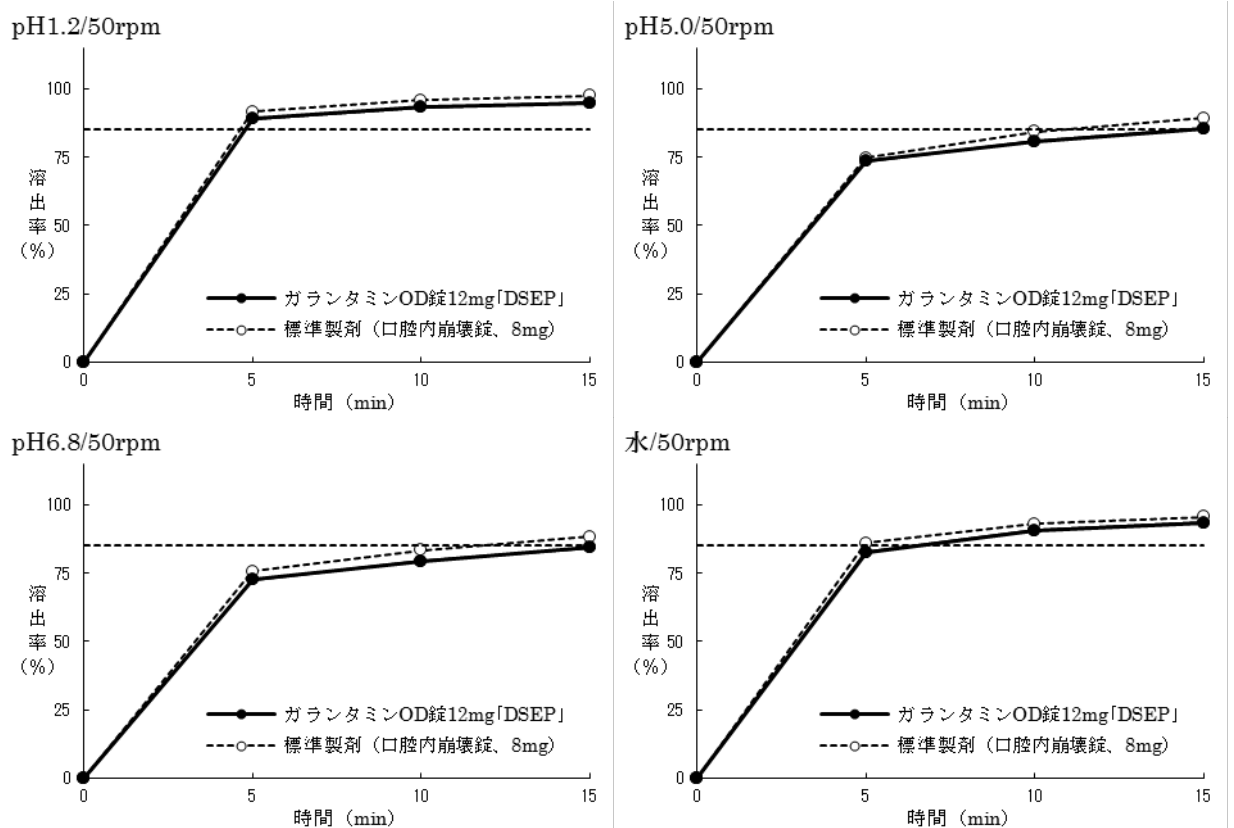 pH1.2/50rpm
100
75
50
25
0
溶出率(%)
ガランタミンOD錠12mg「DSEP」
標準製剤（口腔内崩壊錠、8mg）
0 5 10 15
時間（min）
pH5.0/50rpm
100
75
50
25
0
溶出率(%)
ガランタミンOD錠12mg「DSEP」
標準製剤（口腔内崩壊錠、8mg）
0 5 10 15
時間（min）
pH6.8/50rpm
100
75
50
25
0
溶出率(%)
ガランタミンOD錠12mg「DSEP」
標準製剤（口腔内崩壊錠、8mg）
0 5 10 15
時間（min）
水/50rpm
100
75
50
25
0
溶出率(%)
ガランタミンOD錠12mg「DSEP」
標準製剤（口腔内崩壊錠、8mg）
0 5 10 15
時間（min）